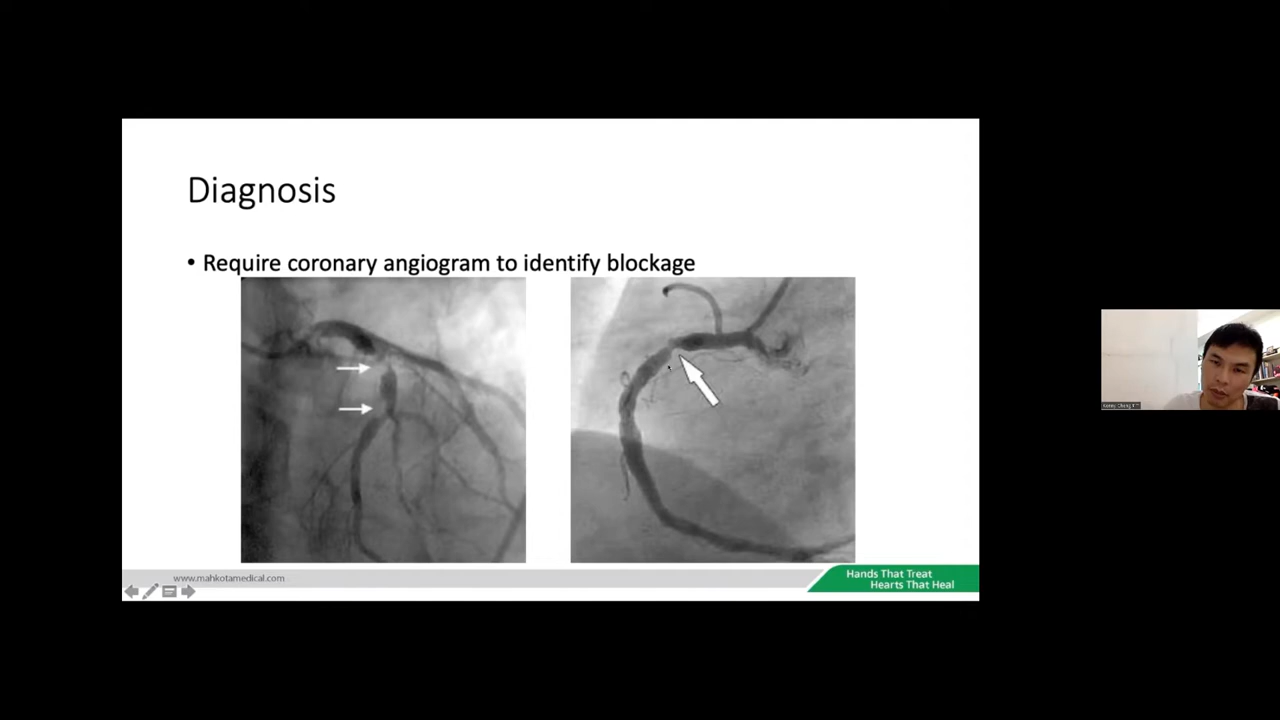 Diagnosis
• Require coronary angiogram to identify blockage
www.mahkotamedical.com
Hands That Treat
Hearts That Heal